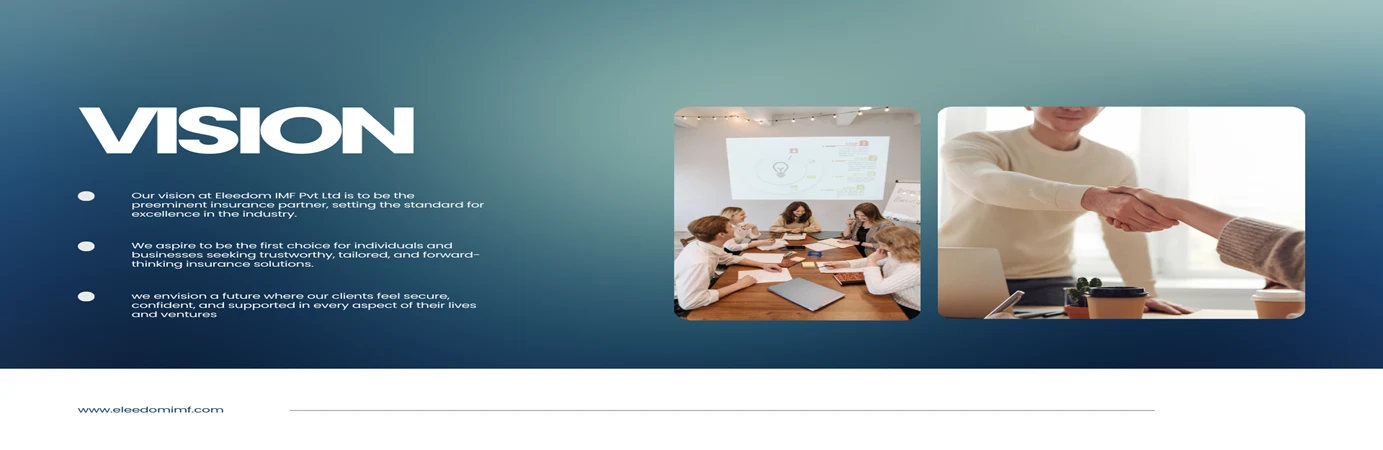 VISION
Our vision at Eleedom IMF Pvt Ltd is to be the
preeminent insurance partner, setting the standard for
excellence in the industry.
We aspire to be the first choice for individuals and
businesses seeking trustworthy, tailored, and forward-
thinking insurance solutions.
we envision a future where our clients feel secure,
confident, and supported in every aspect of their lives
and ventures
www.eleedomimf.com